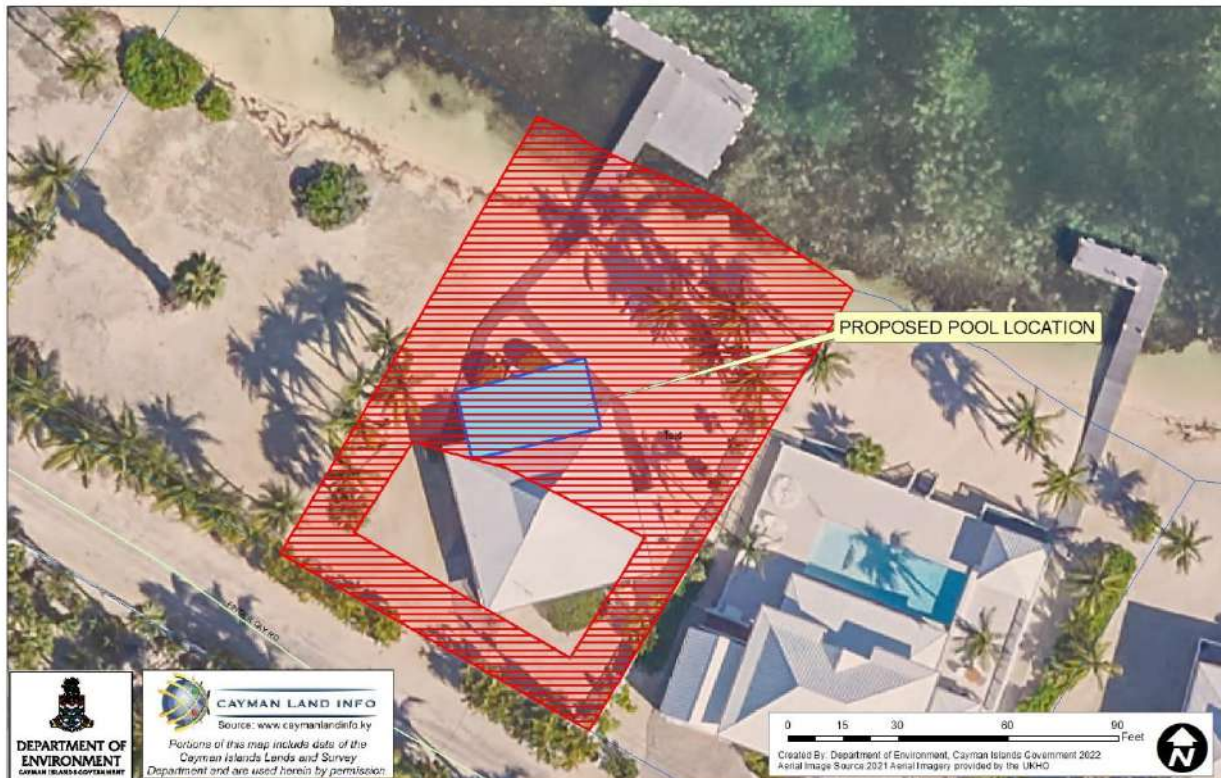 PROPOSED POOL LOCATION
DEPARTMENT OF
ENVIRONMENT
CAYMAN ISLANDS GOVERNMENT
CAYMAN LAND INFO
Source: www.caymanlandinfo.ky
Portions of this map include data of the
Cayman Islands Lands and Survey
Department and are used herein by permission
0 15 30 60 90
Feet
Created By: Department of Environment, Cayman Islands Government 2022
Aerial Image Source:2021 Aerial Imagery provided by the UKHO
N